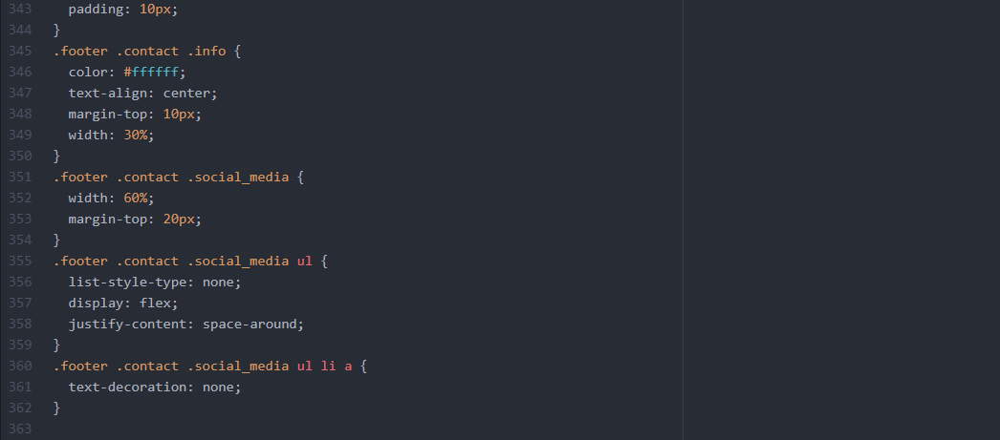 343 padding: 10px;
344 }
345 .footer .contact .info {
346 color: #ffffff;
347 text-align: center;
348 margin-top: 10px;
349 width: 30%;
350 }
351 .footer .contact .social_media {
352 width: 60%;
353 margin-top: 20px;
354 }
355 .footer .contact .social_media ul {
356 list-style-type: none;
357 display: flex;
358 justify-content: space-around;
359 }
360 .footer .contact .social_media ul li a {
361 text-decoration: none;
362 }
363